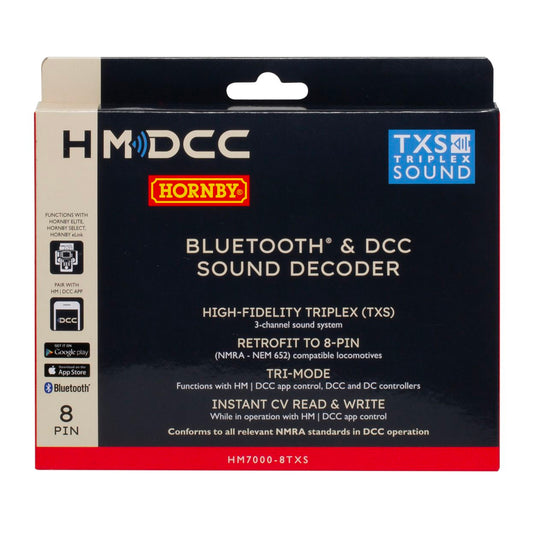 HM DCC
HORNBY®
TXS
TRIPLEX
SOUND
FUNCTIONS WITH
HORNBY ELITE,
HORNBY SELECT,
HORNBY eLink
PAIR WITH
HM | DCC APP
DCC
GET IT ON
Google play
Download on the
App Store
Bluetooth®
8
PIN
BLUETOOTH® & DCC
SOUND DECODER
HIGH-FIDELITY TRIPLEX (TXS)
3-channel sound system
RETROFIT TO 8-PIN
(NMRA - NEM 652) compatible locomotives
TRI-MODE
Functions with HM | DCC app control, DCC and DC controllers
INSTANT CV READ & WRITE
While in operation with HM | DCC app control
Conforms to all relevant NMRA standards in DCC operation
HM7000-8TXS